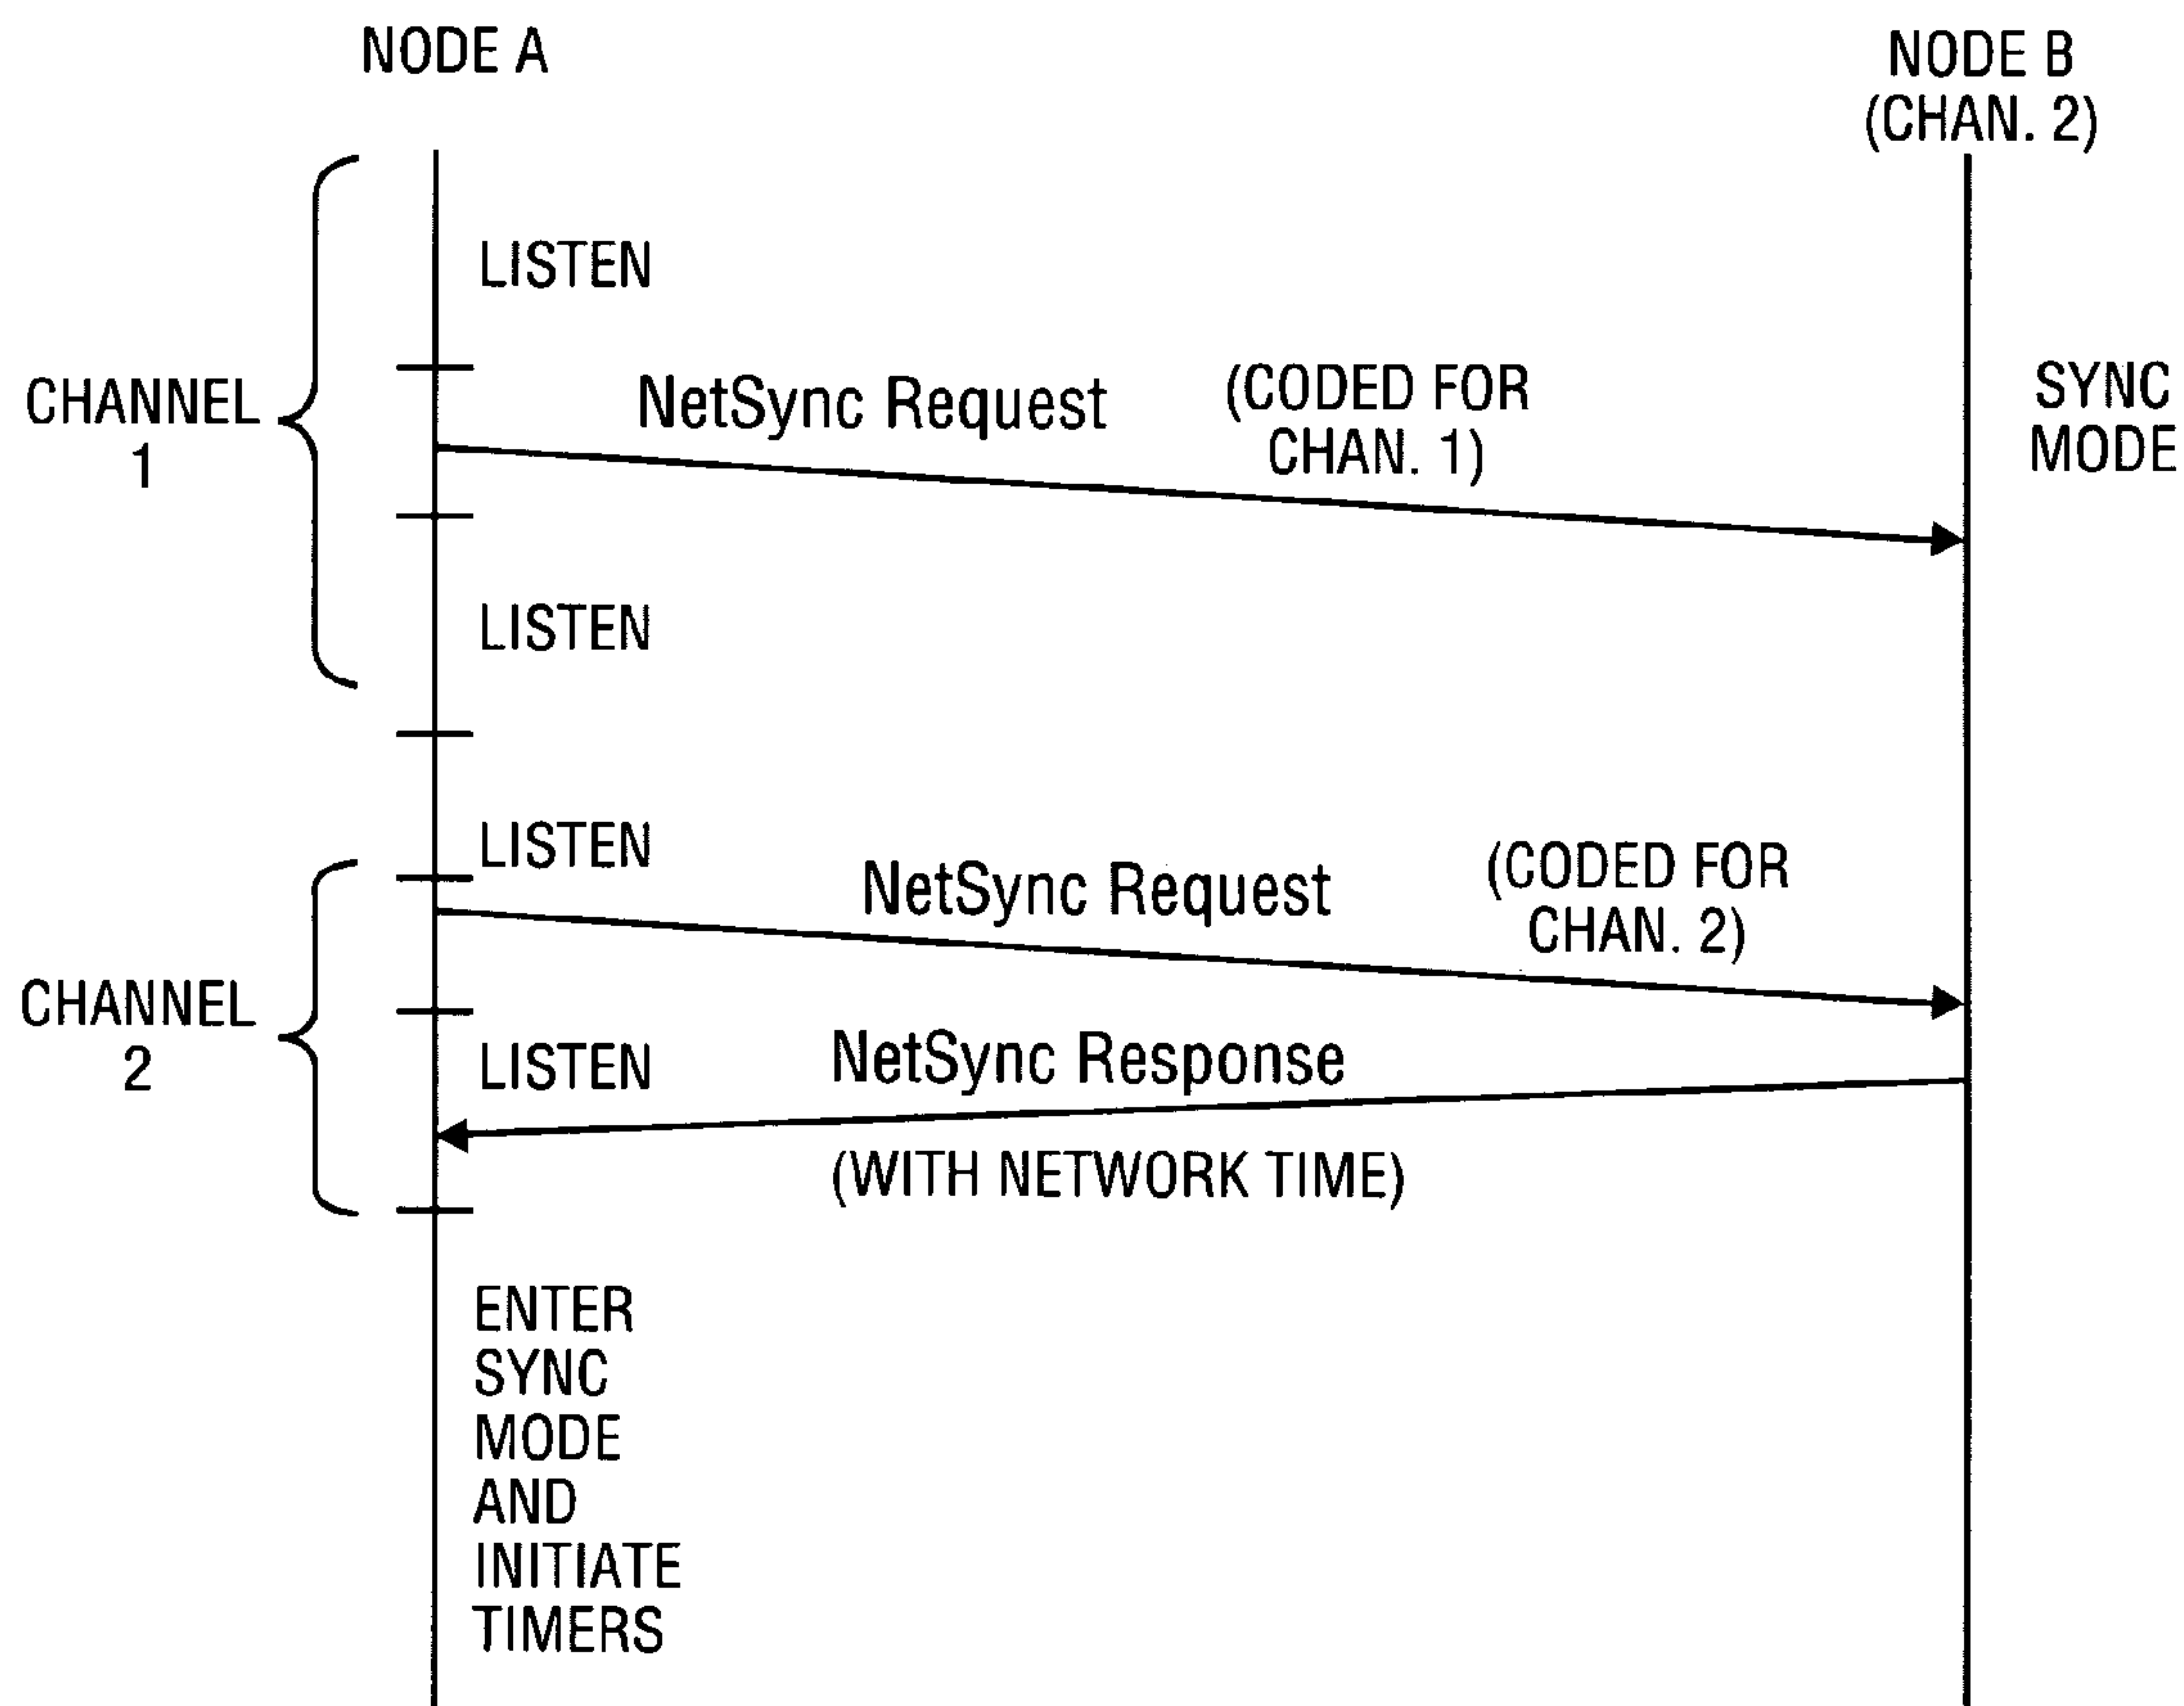 NODE A
NODE B
(CHAN. 2)
LISTEN
CHANNEL
1
NetSync Request
(CODED FOR
CHAN. 1)
SYNC
MODE
LISTEN
LISTEN
NetSync Request
(CODED FOR
CHAN. 2)
CHANNEL
2
LISTEN
NetSync Response
(WITH NETWORK TIME)
ENTER
SYNC
MODE
AND
INITIATE
TIMERS